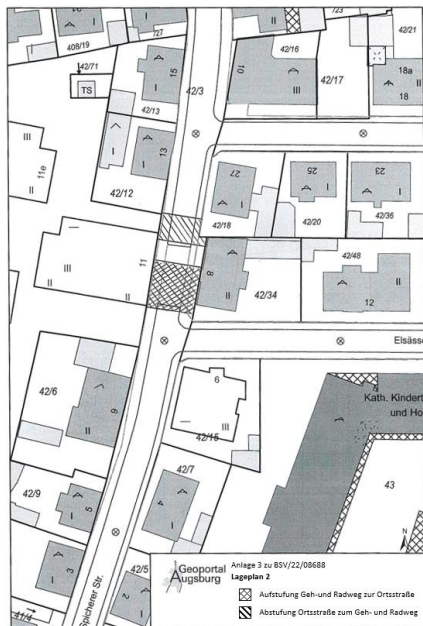 21
408/19
127
II
42/16
123
42/21
42/71
TS
15
42/3
10
III
42/17
18a
18
II
42/13
13
III
11e
II
42/12
27
25
23
42/18
42/20
42/36
11
III
II
II
8
II
42/34
42/48
II
12
42/6
9
II
6
III
42/15
Elsässe
Kath. Kindert
und Ho
42/9
5
42/7
4
43
3
42/5
2
41/4
Spicherer Str.
N
Geoportal
Augsburg
Anlage 3 zu BSV/22/08688
Lageplan 2
Aufstufung Geh-und Radweg zur Ortsstraße
Abstufung Ortsstraße zum Geh- und Radweg